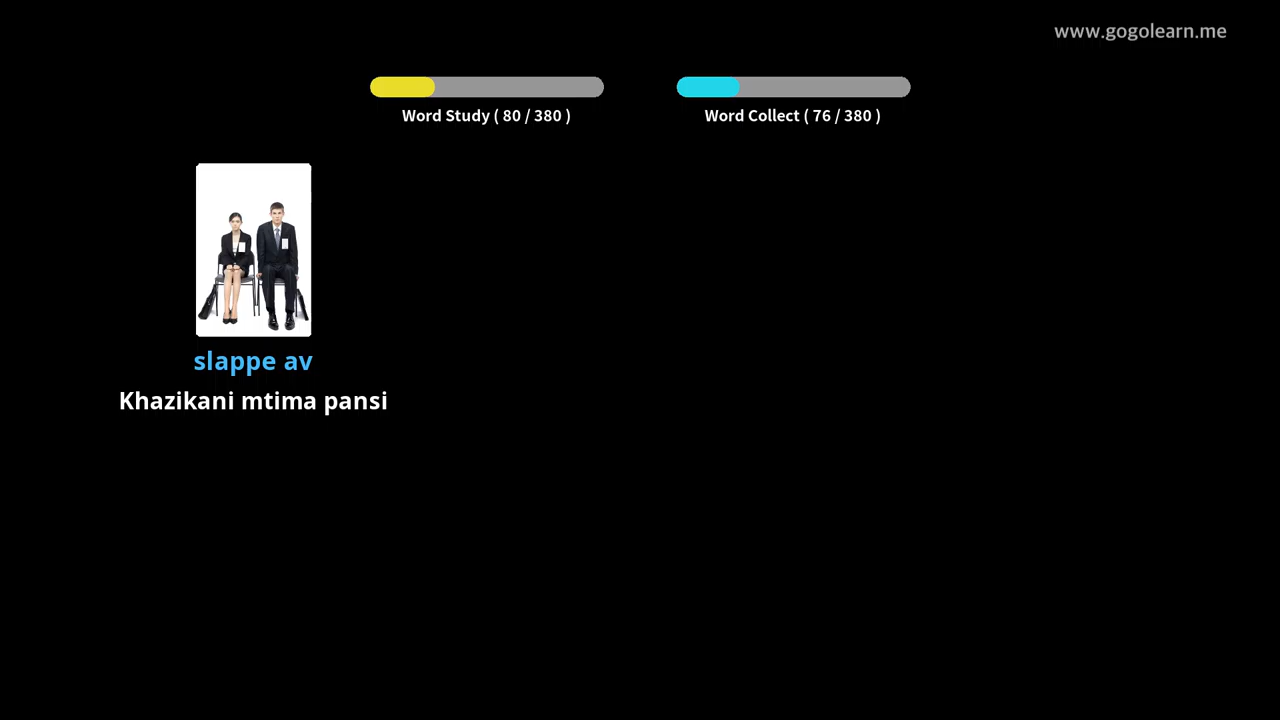 www.gogolearn.me
Word Study ( 80 / 380 )
Word Collect ( 76 / 380 )
slappe av
Khazikani mtima pansi